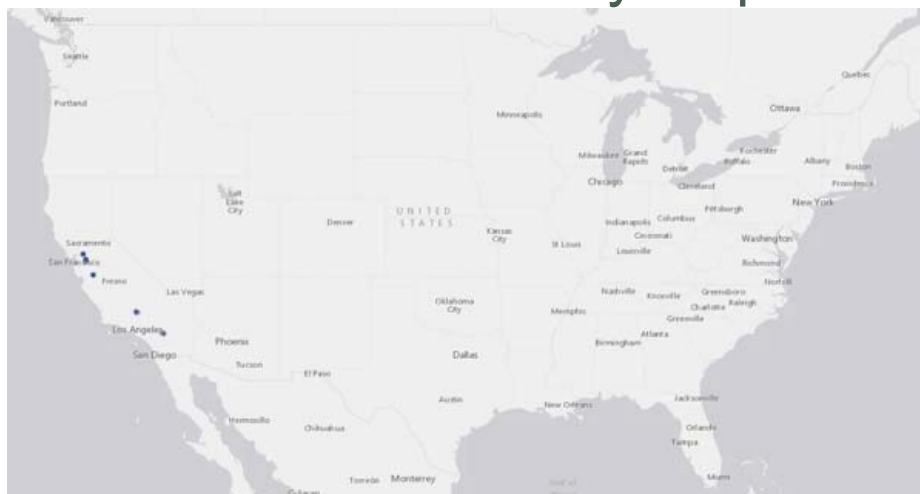 Vancouver
Seattle
Portland
Quebec
Ottawa
Minneapolis
Milwaukee
Grand
Rapids
Detroit
Rochester
Buffalo
Albany
Boston
Providence
Chicago
Cleveland
Salt
Lake
City
Denver
UNITED
STATES
Pittsburgh
New York
Kansas
City
Indianapolis
Columbus
Cincinnati
St Louis
Louisville
Washington
Richmond
Norfolk
Sacramento
San Francisco
Fresno
Las Vegas
Nashville
Knoxville
Greensboro
Raleigh
Charlotte
Greenville
Oklahoma
City
Memphis
Atlanta
Birmingham
Los Angeles
San Diego
Phoenix
Tucson
El Paso
Dallas
Austin
New Orleans
Jacksonville
Orlando
Tampa
Miami
Hermosillo
Chihuahua
Torreón
Monterrey
Culiacan